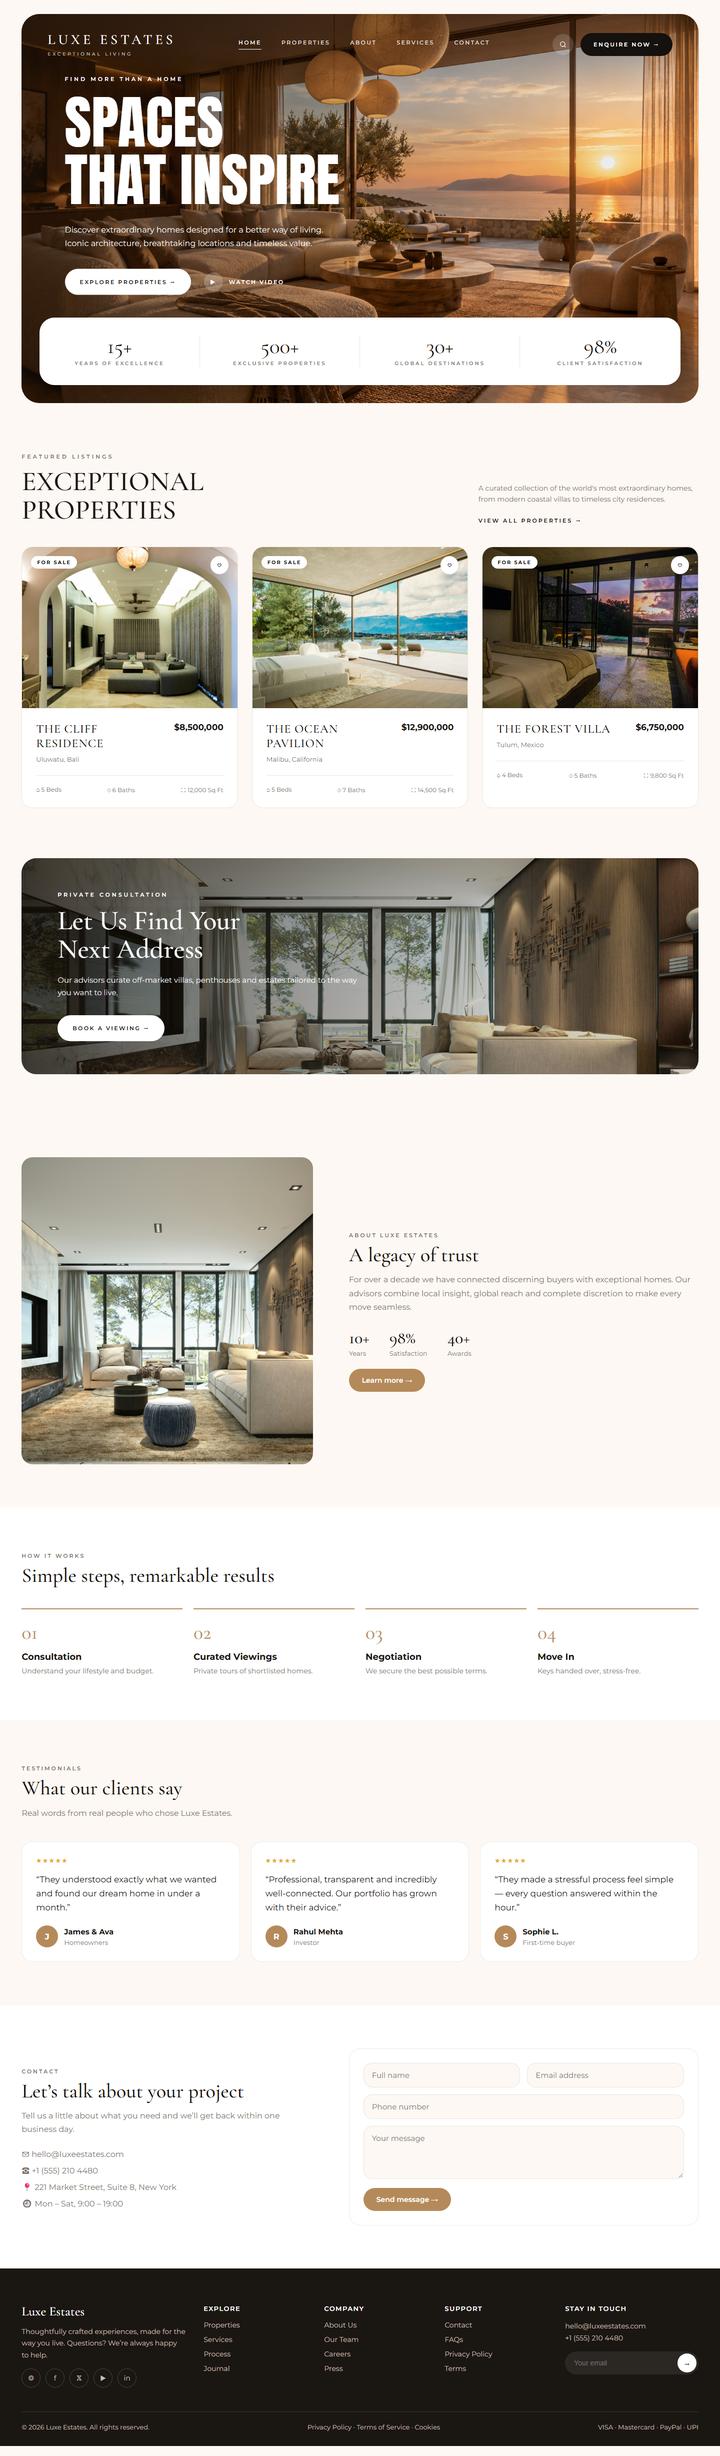 LUXE ESTATES
EXCEPTIONAL LIVING
HOME PROPERTIES ABOUT SERVICES CONTACT
ENQUIRE NOW →
FIND MORE THAN A HOME
SPACES
THAT INSPIRE
Discover extraordinary homes designed for a better way of living.
Iconic architecture, breathtaking locations and timeless value.
EXPLORE PROPERTIES →
WATCH VIDEO
15+
YEARS OF EXCELLENCE
500+
EXCLUSIVE PROPERTIES
30+
GLOBAL DESTINATIONS
98%
CLIENT SATISFACTION
FEATURED LISTINGS
EXCEPTIONAL
PROPERTIES
A curated collection of the world's most extraordinary homes,
from modern coastal villas to timeless city residences.
VIEW ALL PROPERTIES →
FOR SALE
THE CLIFF
RESIDENCE
$8,500,000
Uluwatu, Bali
5 Beds
6 Baths
12,000 Sq Ft
FOR SALE
THE OCEAN
PAVILION
$12,900,000
Malibu, California
5 Beds
7 Baths
14,500 Sq Ft
FOR SALE
THE FOREST VILLA
$6,750,000
Tulum, Mexico
4 Beds
5 Baths
9,800 Sq Ft
PRIVATE CONSULTATION
Let Us Find Your
Next Address
Our advisors curate off-market villas, penthouses and estates tailored to the way
you want to live.
BOOK A VIEWING →
ABOUT LUXE ESTATES
A legacy of trust
For over a decade we have connected discerning buyers with exceptional homes. Our
advisors combine local insight, global reach and complete discretion to make every
move seamless.
10+
Years
98%
Satisfaction
40+
Awards
Learn more →
HOW IT WORKS
Simple steps, remarkable results
01
Consultation
Understand your lifestyle and budget.
02
Curated Viewings
Private tours of shortlisted homes.
03
Negotiation
We secure the best possible terms.
04
Move In
Keys handed over, stress-free.
TESTIMONIALS
What our clients say
Real words from real people who chose Luxe Estates.
★★★★★
“They understood exactly what we wanted
and found our dream home in under a
month.”
J
James & Ava
Homeowners
★★★★★
“Professional, transparent and incredibly
well-connected. Our portfolio has grown
with their advice.”
R
Rahul Mehta
Investor
★★★★★
“They made a stressful process feel simple
— every question answered within the
hour.”
S
Sophie L.
First-time buyer
CONTACT
Let’s talk about your project
Tell us a little about what you need and we’ll get back within one
business day.
hello@luxeestates.com
+1 (555) 210 4480
221 Market Street, Suite 8, New York
Mon – Sat, 9:00 – 19:00
Full name
Email address
Phone number
Your message
Send message →
Luxe Estates
Thoughtfully crafted experiences, made for the
way you live. Questions? We’re always happy
to help.
f
X
in
EXPLORE
Properties
Services
Process
Journal
COMPANY
About Us
Our Team
Careers
Press
SUPPORT
Contact
FAQs
Privacy Policy
Terms
STAY IN TOUCH
hello@luxeestates.com
+1 (555) 210 4480
Your email
→
© 2026 Luxe Estates. All rights reserved.
Privacy Policy · Terms of Service · Cookies
VISA · Mastercard · PayPal · UPI